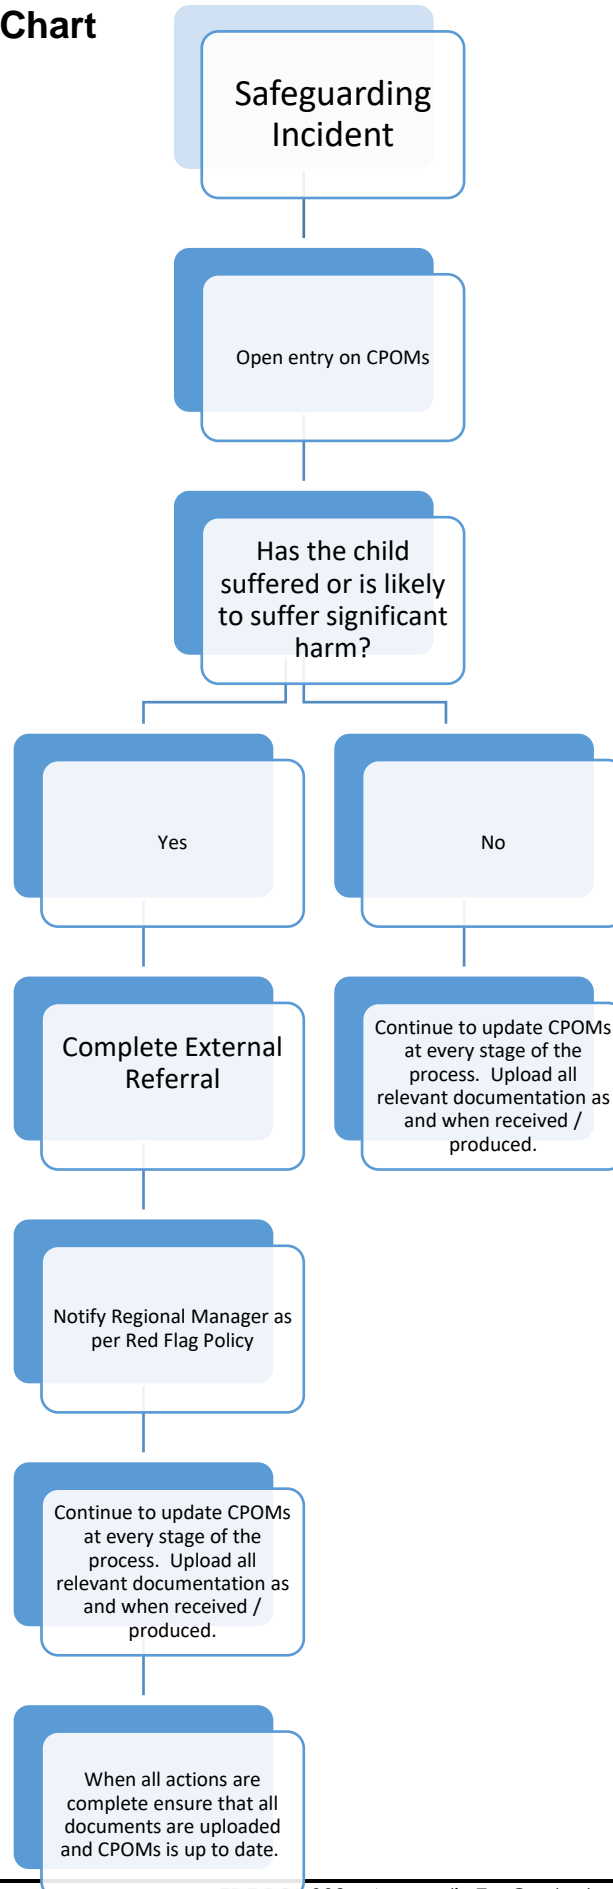 Chart
Safeguarding
Incident
Open entry on CPOMs
Has the child
suffered or is likely
to suffer significant
harm?
Yes
No
Complete External
Referral
Continue to update CPOMs
at every stage of the
process. Upload all
relevant documentation as
and when received /
produced.
Notify Regional Manager as
per Red Flag Policy
Continue to update CPOMs
at every stage of the
process. Upload all
relevant documentation as
and when received /
produced.
When all actions are
complete ensure that all
documents are uploaded
and CPOMs is up to date.